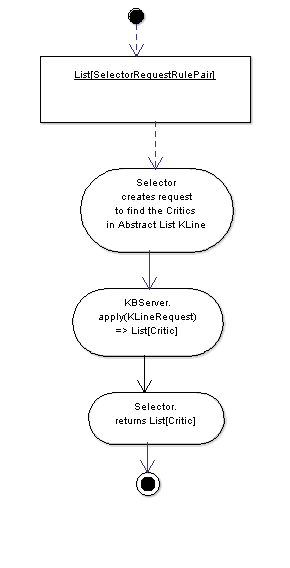 List[SelectorRequestRulePair]
Selector
creates request
to find the Critics
in Abstract List KLine
KBServer.
apply(KLineRequest)
=> List[Critic]
Selector.
returns List[Critic]